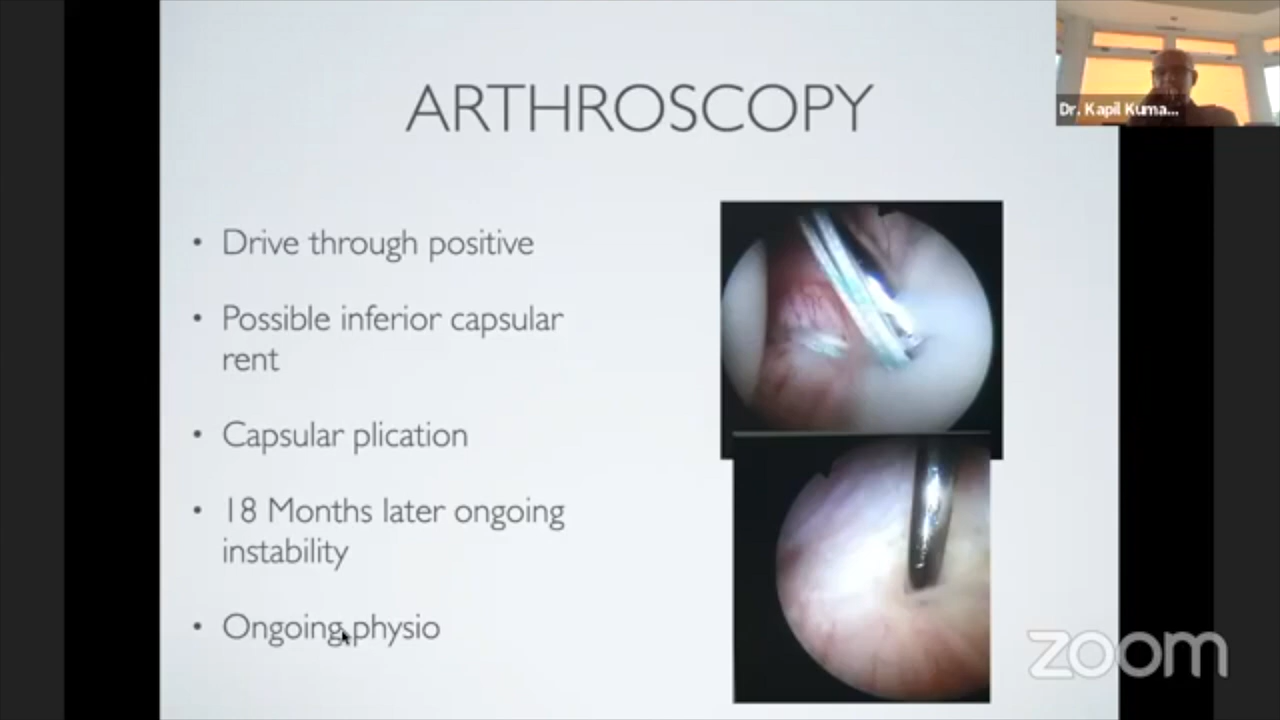 ARTHROSCOPY
Dr. Kapil Kuma...
• Drive through positive
• Possible inferior capsular
rent
• Capsular plication
• 18 Months later ongoing
instability
• Ongoing physio
zoom